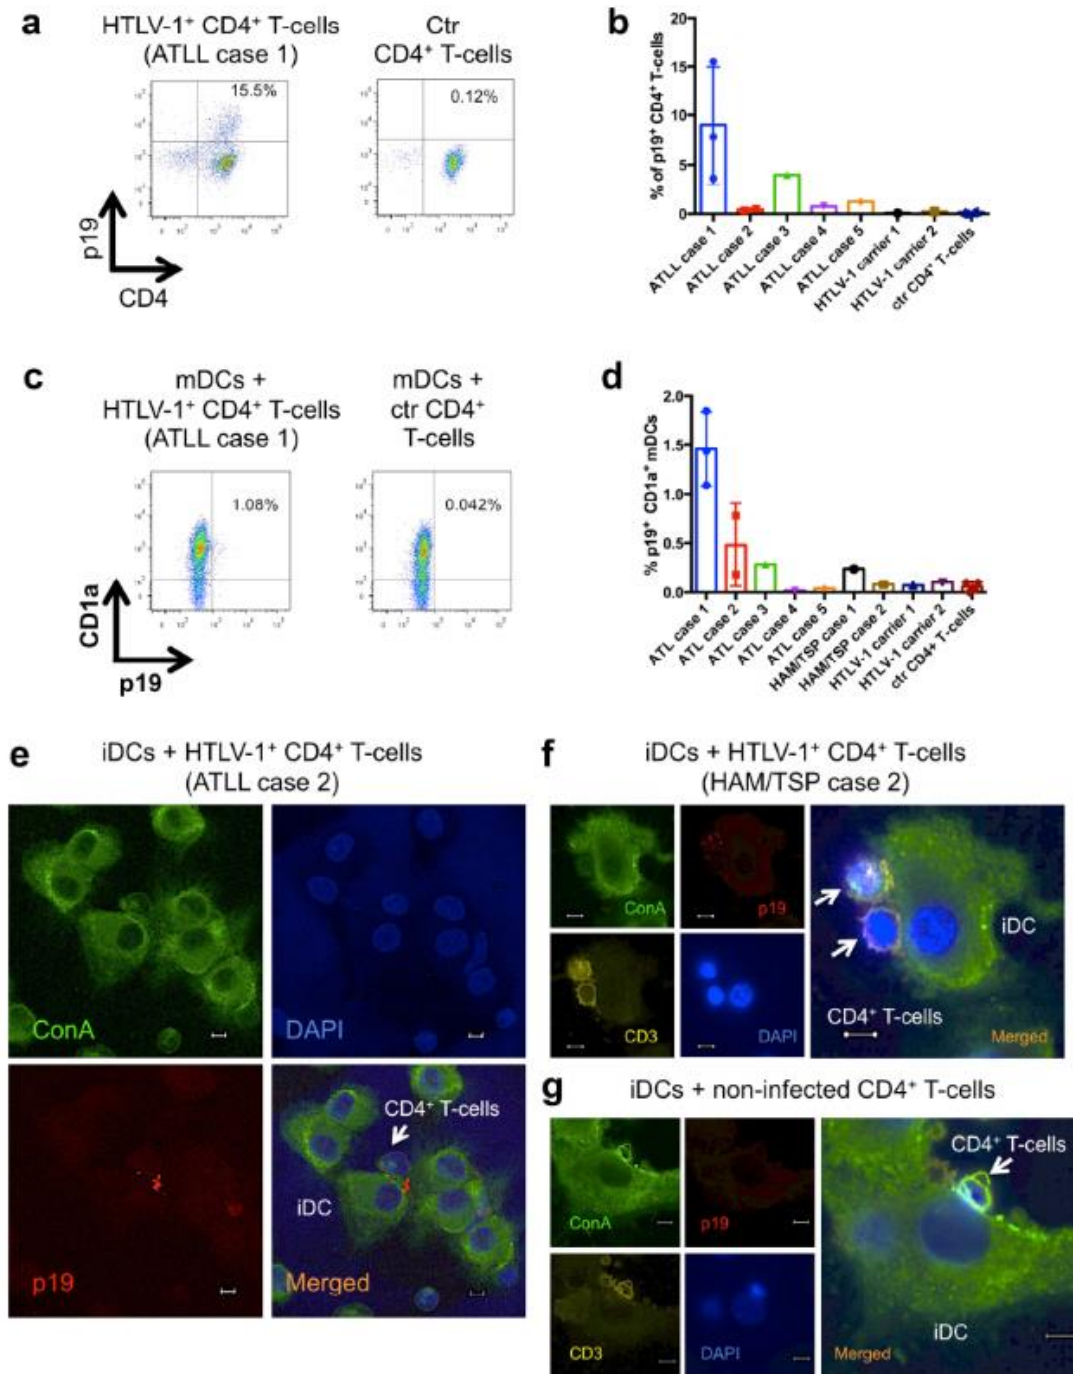 a
HTLV-1⁺ CD4⁺ T-cells
(ATLL case 1)
Ctr
CD4⁺ T-cells
15.5%
0.12%
p19
CD4
b
% of p19⁺ CD4⁺ T-cells
20
15
10
5
0
ATLL case 1
ATLL case 2
ATLL case 3
ATLL case 4
ATLL case 5
HTLV-1 carrier 1
HTLV-1 carrier 2
ctr CD4⁺ T-cells
c
mDCs +
HTLV-1⁺ CD4⁺ T-cells
(ATLL case 1)
mDCs +
ctr CD4⁺
T-cells
1.08%
0.042%
CD1a
p19
d
% p19⁺ CD1a⁺ mDCs
2.0
1.5
1.0
0.5
0.0
ATL case 1
ATL case 2
ATL case 3
ATL case 4
ATL case 5
HAM/TSP case 1
HAM/TSP case 2
HTLV-1 carrier 1
HTLV-1 carrier 2
ctr CD4+ T-cells
e
iDCs + HTLV-1⁺ CD4⁺ T-cells
(ATLL case 2)
ConA
DAPI
p19
CD4⁺ T-cells
iDC
Merged
f
iDCs + HTLV-1⁺ CD4⁺ T-cells
(HAM/TSP case 2)
ConA
p19
CD3
DAPI
iDC
CD4⁺ T-cells
Merged
g
iDCs + non-infected CD4⁺ T-cells
ConA
p19
CD3
DAPI
CD4⁺ T-cells
iDC
Merged